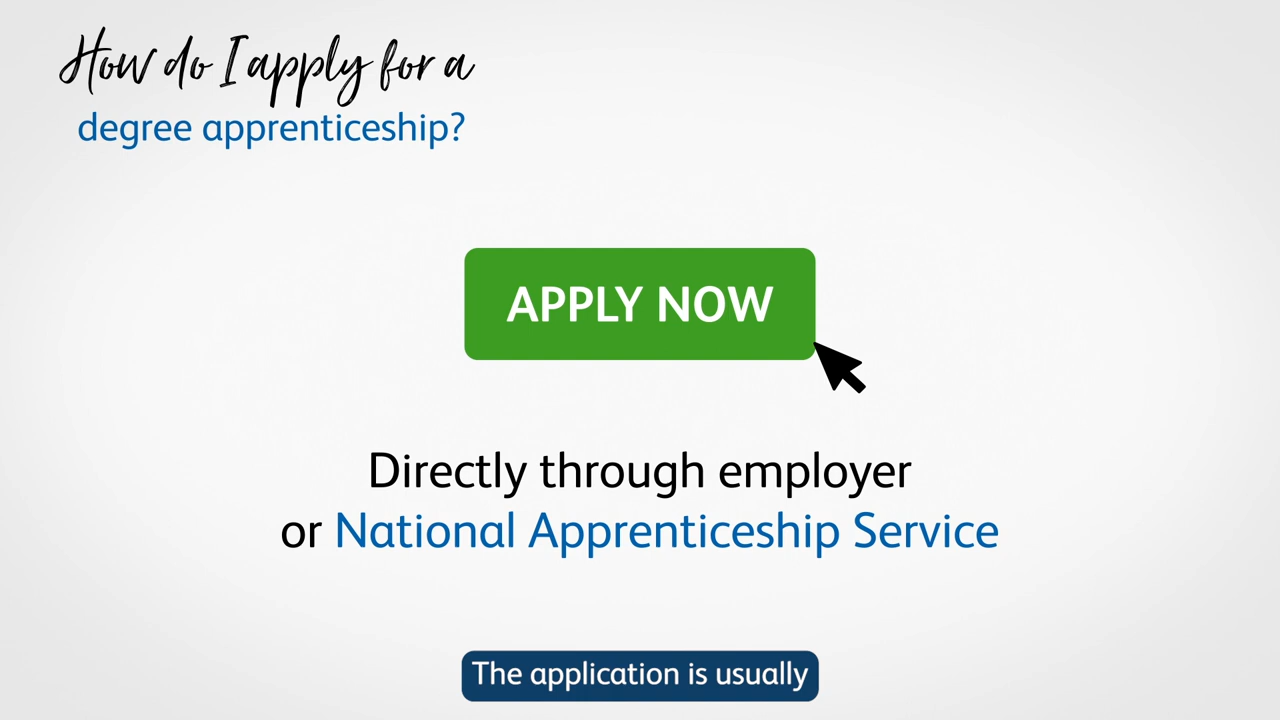 How do I apply for a
degree apprenticeship?
APPLY NOW
Directly through employer
or National Apprenticeship Service
The application is usually